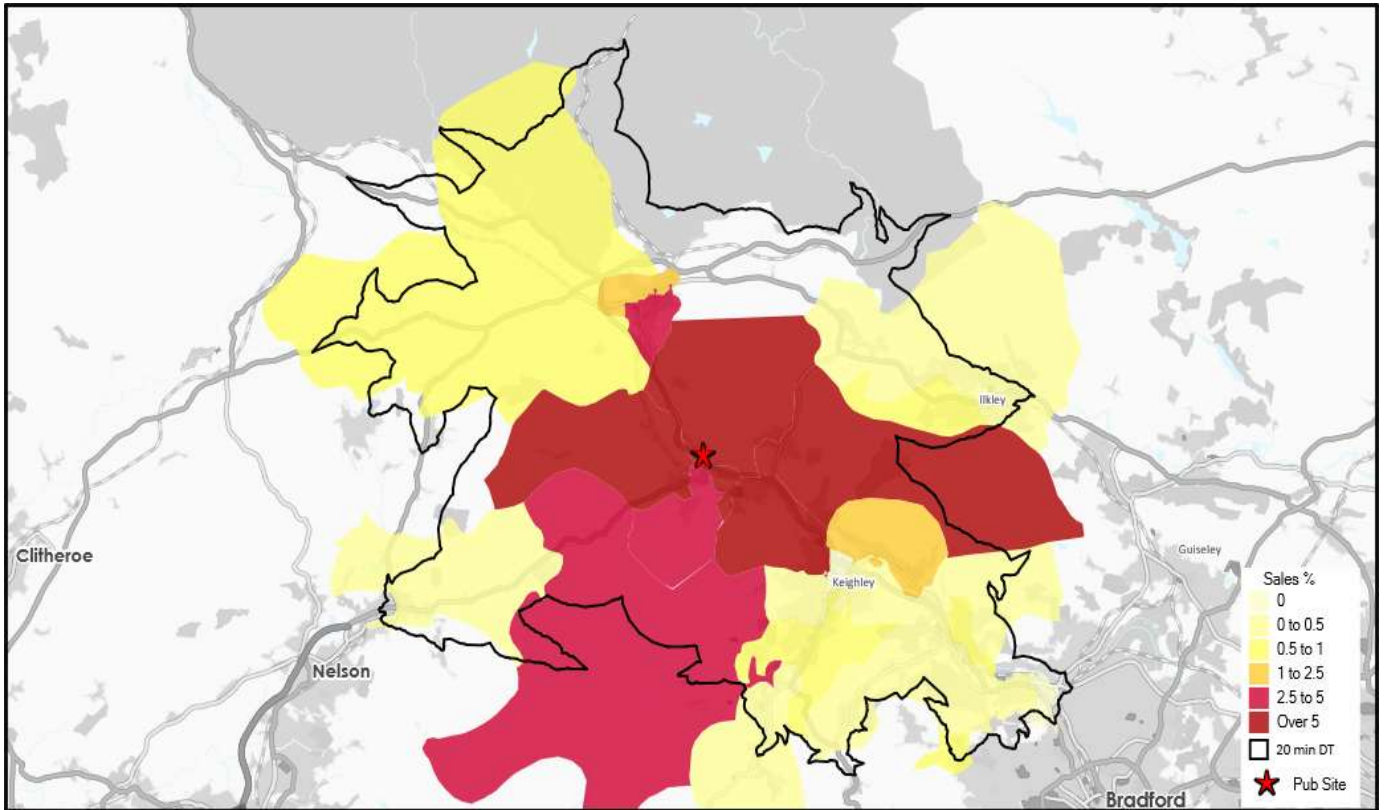 Ilkley
Clitheroe
Guiseley
Keighley
Nelson
Bradford
Sales %
0
0 to 0.5
0.5 to 1
1 to 2.5
2.5 to 5
Over 5
20 min DT
Pub Site